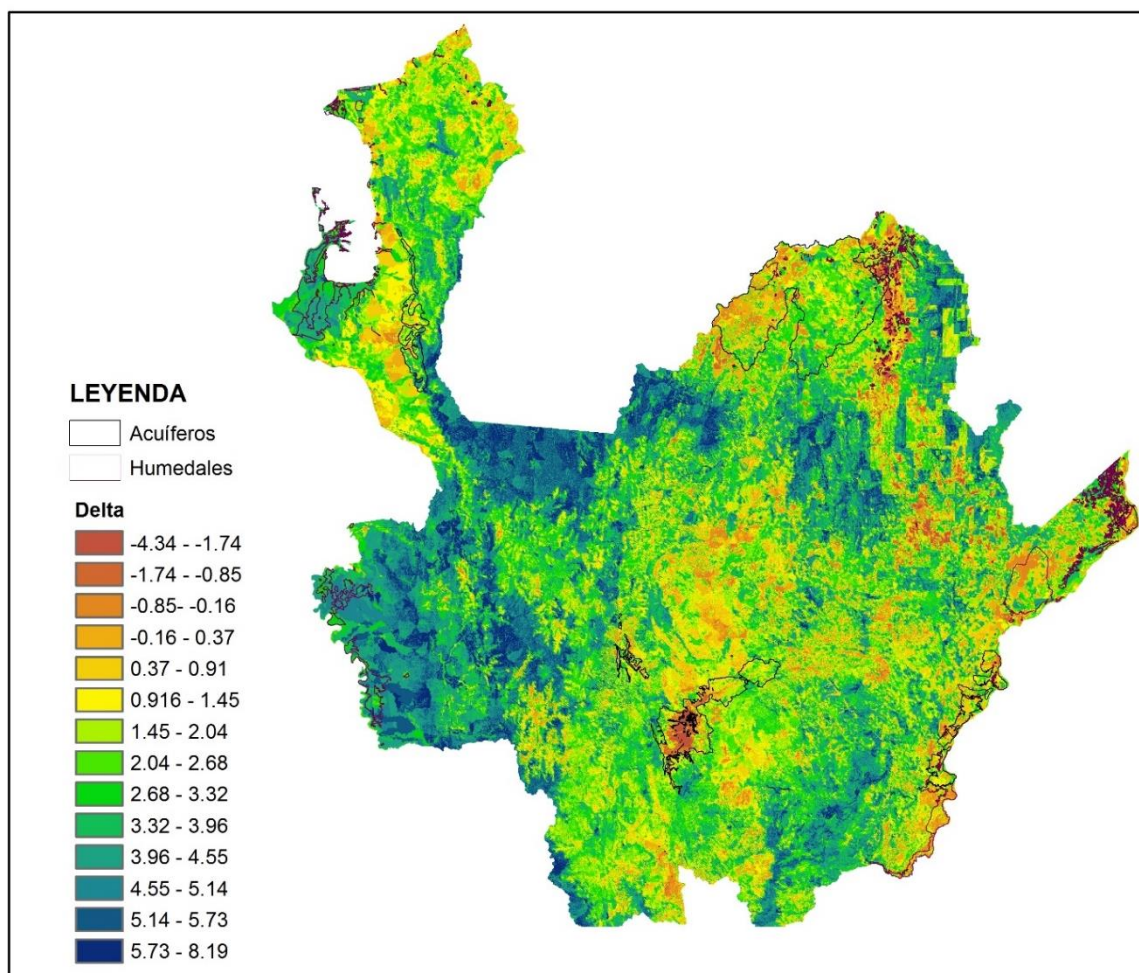 LEYENDA
Acuíferos
Humedales
Delta
-4.34 - -1.74
-1.74 - -0.85
-0.85- -0.16
-0.16 - 0.37
0.37 - 0.91
0.916 - 1.45
1.45 - 2.04
2.04 - 2.68
2.68 - 3.32
3.32 - 3.96
3.96 - 4.55
4.55 - 5.14
5.14 - 5.73
5.73 - 8.19